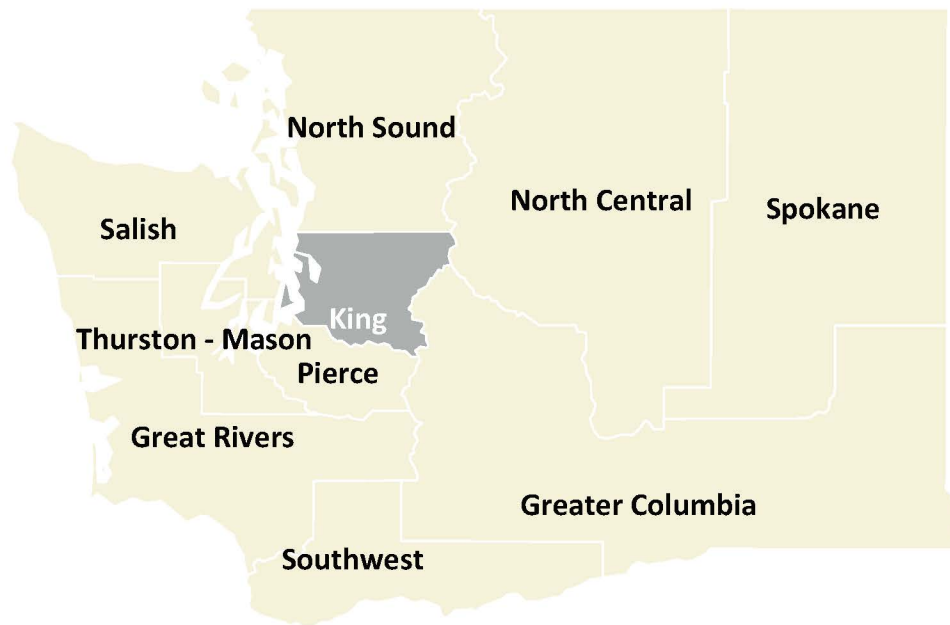 North Sound
North Central
Spokane
Salish
King
Thurston - Mason
Pierce
Great Rivers
Greater Columbia
Southwest